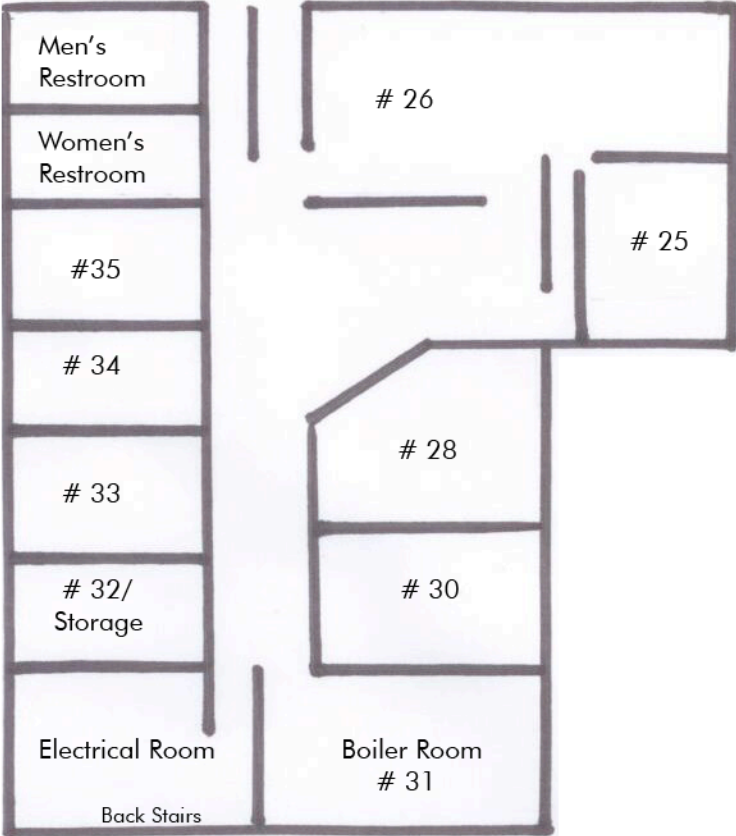 Men's
Restroom
# 26
Women's
Restroom
#35
# 25
# 34
# 28
# 33
# 32/
Storage
# 30
Electrical Room
Boiler Room
# 31
Back Stairs